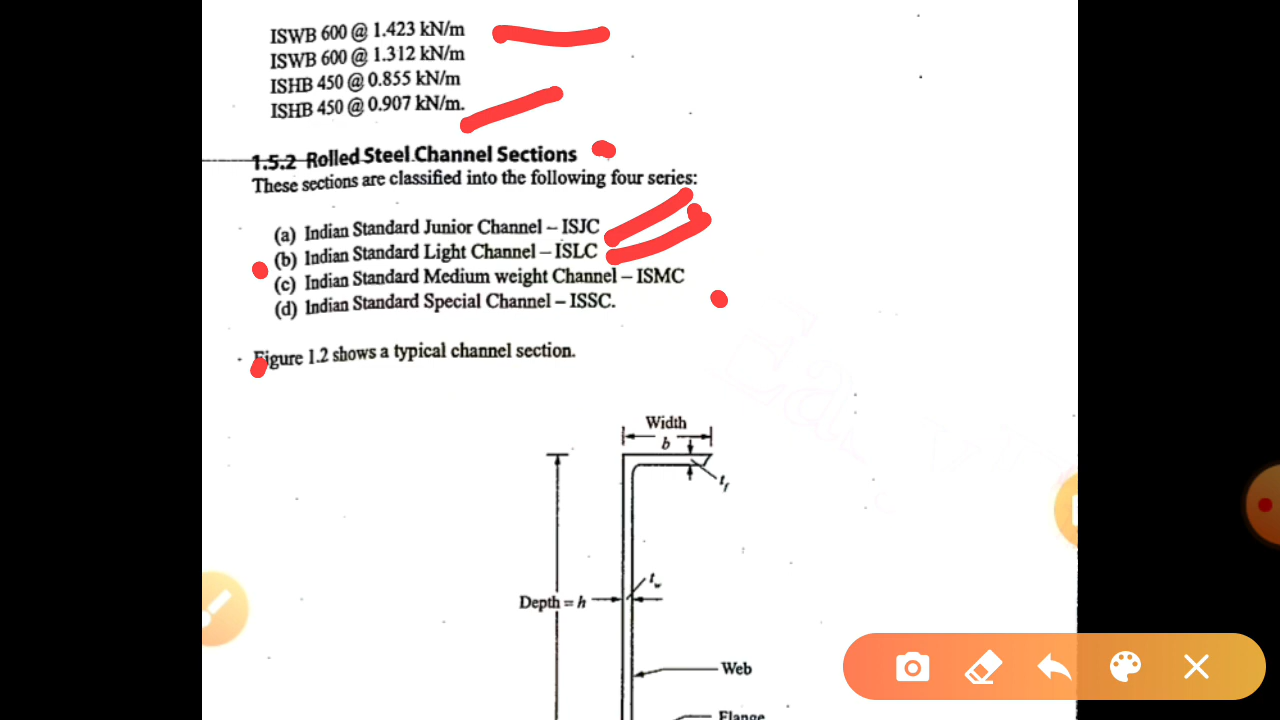 ISWB 600 @ 1.423 kN/m
ISWB 600 @ 1.312 kN/m
ISHB 450 @ 0.855 kN/m
ISHB 450 @ 0.907 kN/m.
1.5.2 Rolled Steel Channel Sections
These sections are classified into the following four series:
(a) Indian Standard Junior Channel – ISJC
(b) Indian Standard Light Channel – ISLC
(c) Indian Standard Medium weight Channel – ISMC
(d) Indian Standard Special Channel – ISSC.
Figure 1.2 shows a typical channel section.
Width
b
t_f
t_w
Depth = h
Web
Flange